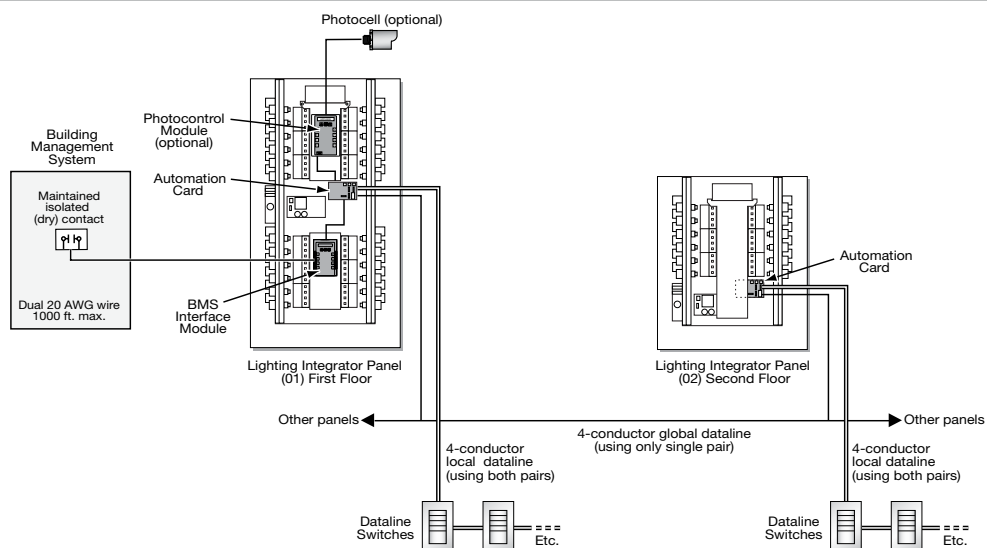 Photocell (optional)
Photocontrol
Module
(optional)
Building
Management
System
Automation
Card
Maintained
isolated
(dry) contact
Dual 20 AWG wire
1000 ft. max.
BMS
Interface
Module
Automation
Card
Lighting Integrator Panel
(01) First Floor
Lighting Integrator Panel
(02) Second Floor
Other panels
4-conductor global dataline
(using only single pair)
Other panels
4-conductor
local dataline
(using both pairs)
4-conductor
local dataline
(using both pairs)
Dataline
Switches
Etc.
Dataline
Switches
Etc.